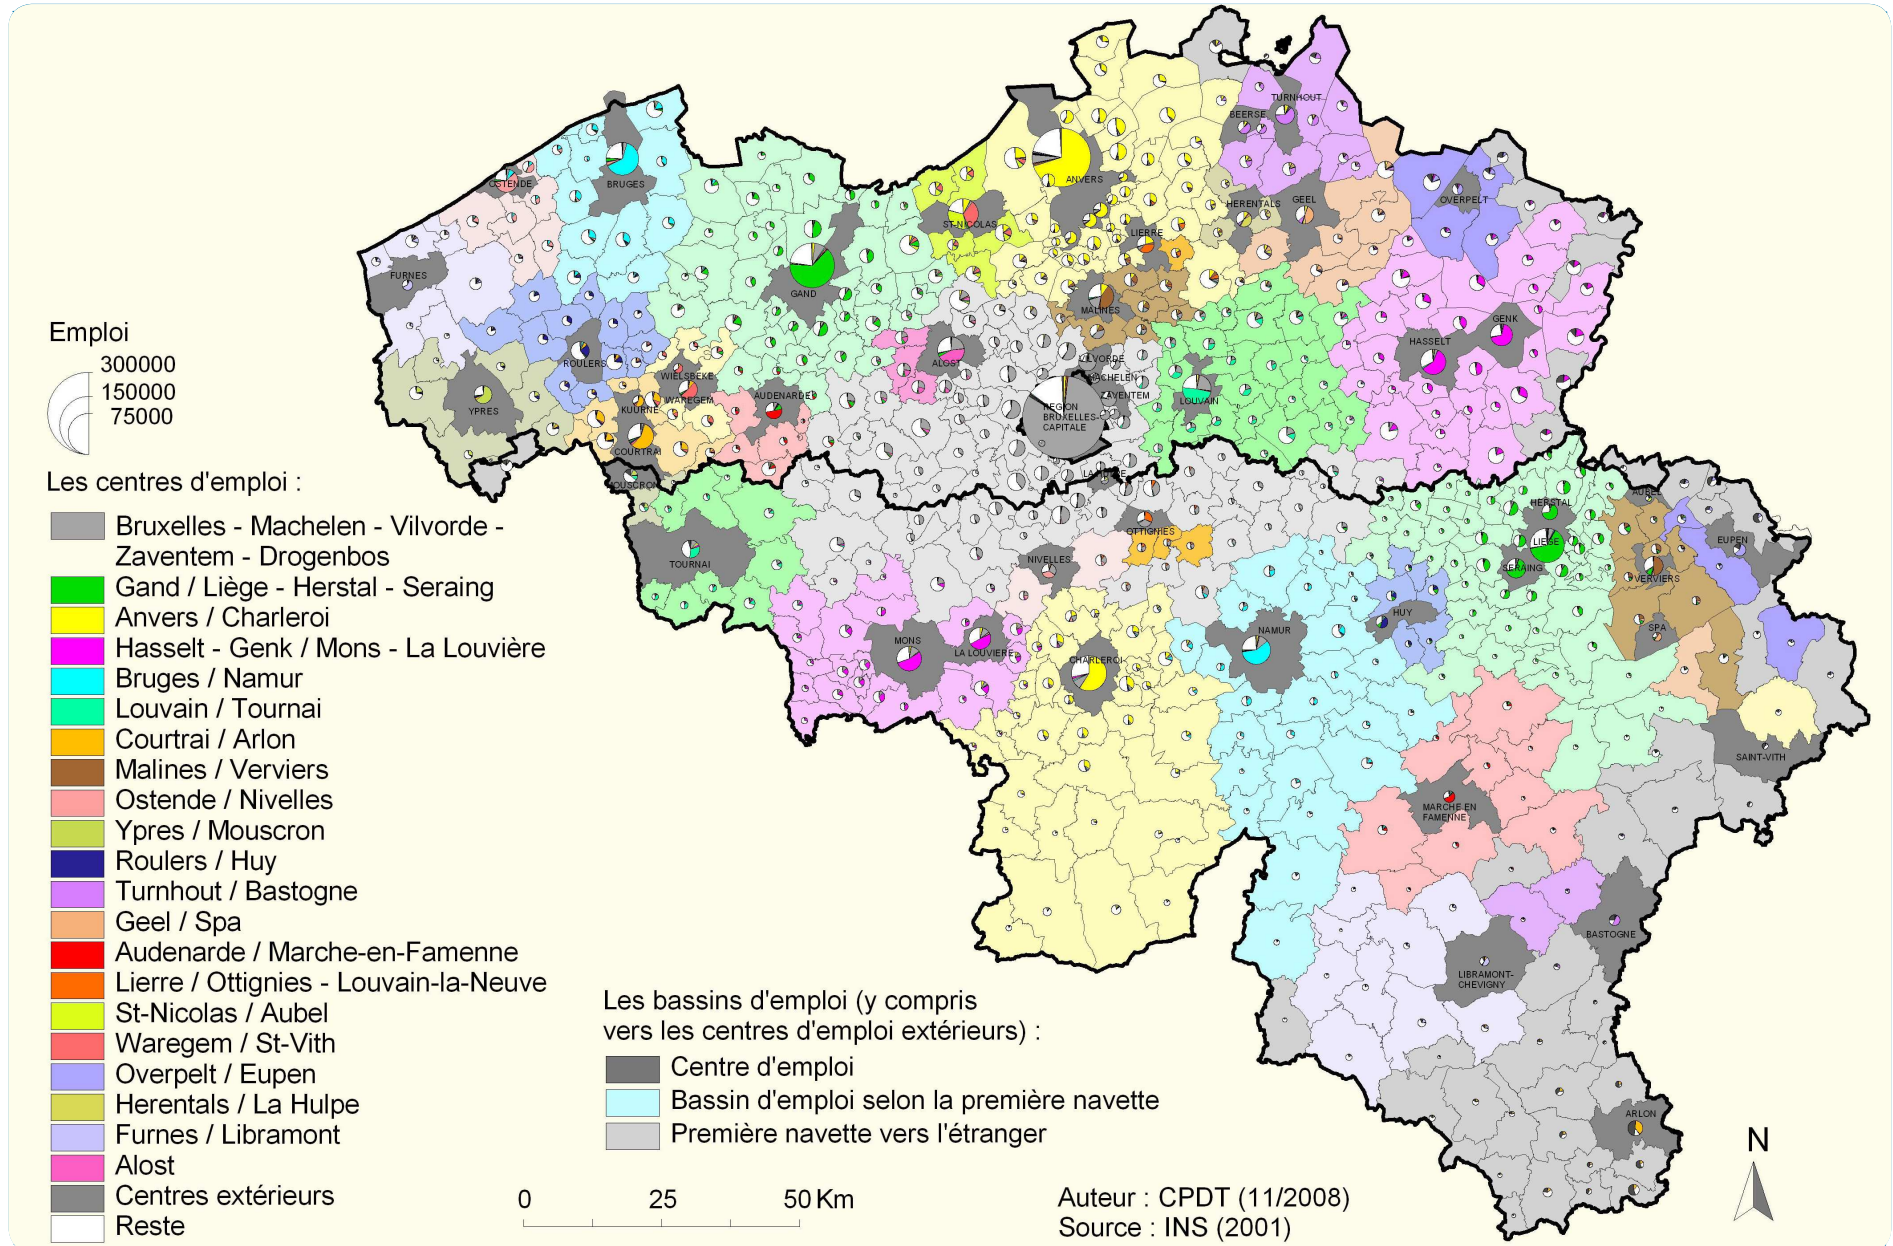 TURNHOUT
BEERSE
OSTENDE
BRUGES
ANVERS
HERENTALS
GEEL
OVERPELT
ST-NICOLAS
LIERRE
FURNES
GAND
MALINES
GENK
HASSELT
ROULERS
ALOST
VILVORDE
MACHELEN
ZAVENTEM
WIELSBEKE
WAREGEM
AUDENARDE
LOUVAIN
YPRES
KUURNE
REGION
BRUXELLES-
CAPITALE
COURTRAI
MOUSCRON
LA HULPE
HERSTAL
AUBEL
OTTIGNIES
LIEGE
EUPEN
TOURNAI
NIVELLES
SERAING
VERVIERS
HUY
SPA
MONS
LA LOUVIERE
NAMUR
CHARLEROI
SAINT-VITH
MARCHE EN
FAMENNE
BASTOGNE
LIBRAMONT-
CHEVIGNY
ARLON
Emploi
300000
150000
75000
Les centres d'emploi :
Bruxelles - Machelen - Vilvorde -
Zaventem - Drogenbos
Gand / Liège - Herstal - Seraing
Anvers / Charleroi
Hasselt - Genk / Mons - La Louvière
Bruges / Namur
Louvain / Tournai
Courtrai / Arlon
Malines / Verviers
Ostende / Nivelles
Ypres / Mouscron
Roulers / Huy
Turnhout / Bastogne
Geel / Spa
Audenarde / Marche-en-Famenne
Lierre / Ottignies - Louvain-la-Neuve
St-Nicolas / Aubel
Waregem / St-Vith
Overpelt / Eupen
Herentals / La Hulpe
Furnes / Libramont
Alost
Centres extérieurs
Reste
Les bassins d'emploi (y compris
vers les centres d'emploi extérieurs) :
Centre d'emploi
Bassin d'emploi selon la première navette
Première navette vers l'étranger
0 25 50 Km
Auteur : CPDT (11/2008)
Source : INS (2001)
N